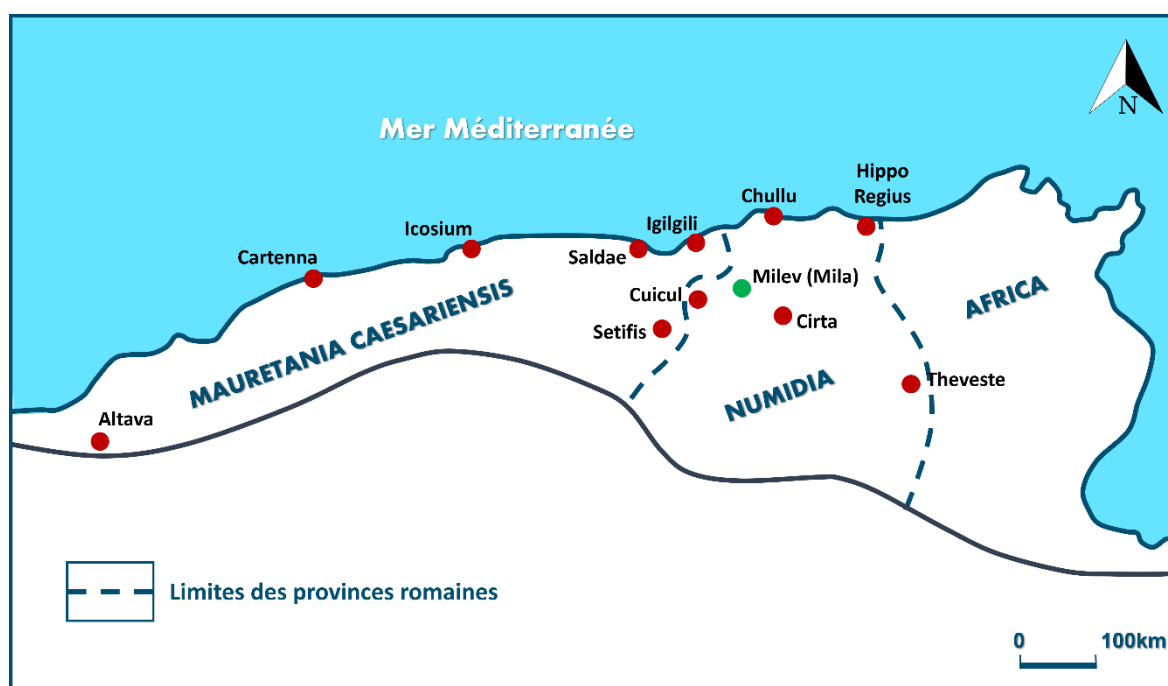 N
Mer Méditerranée
Hippo
Regius
Chullu
Igilgili
Icosium
Saldae
Cartenna
Milev (Mila)
Cuicul
Cirta
Setifis
AFRICA
MAURETANIA CAESARIENSIS
NUMIDIA
Theveste
Altava
Limites des provinces romaines
0 100km